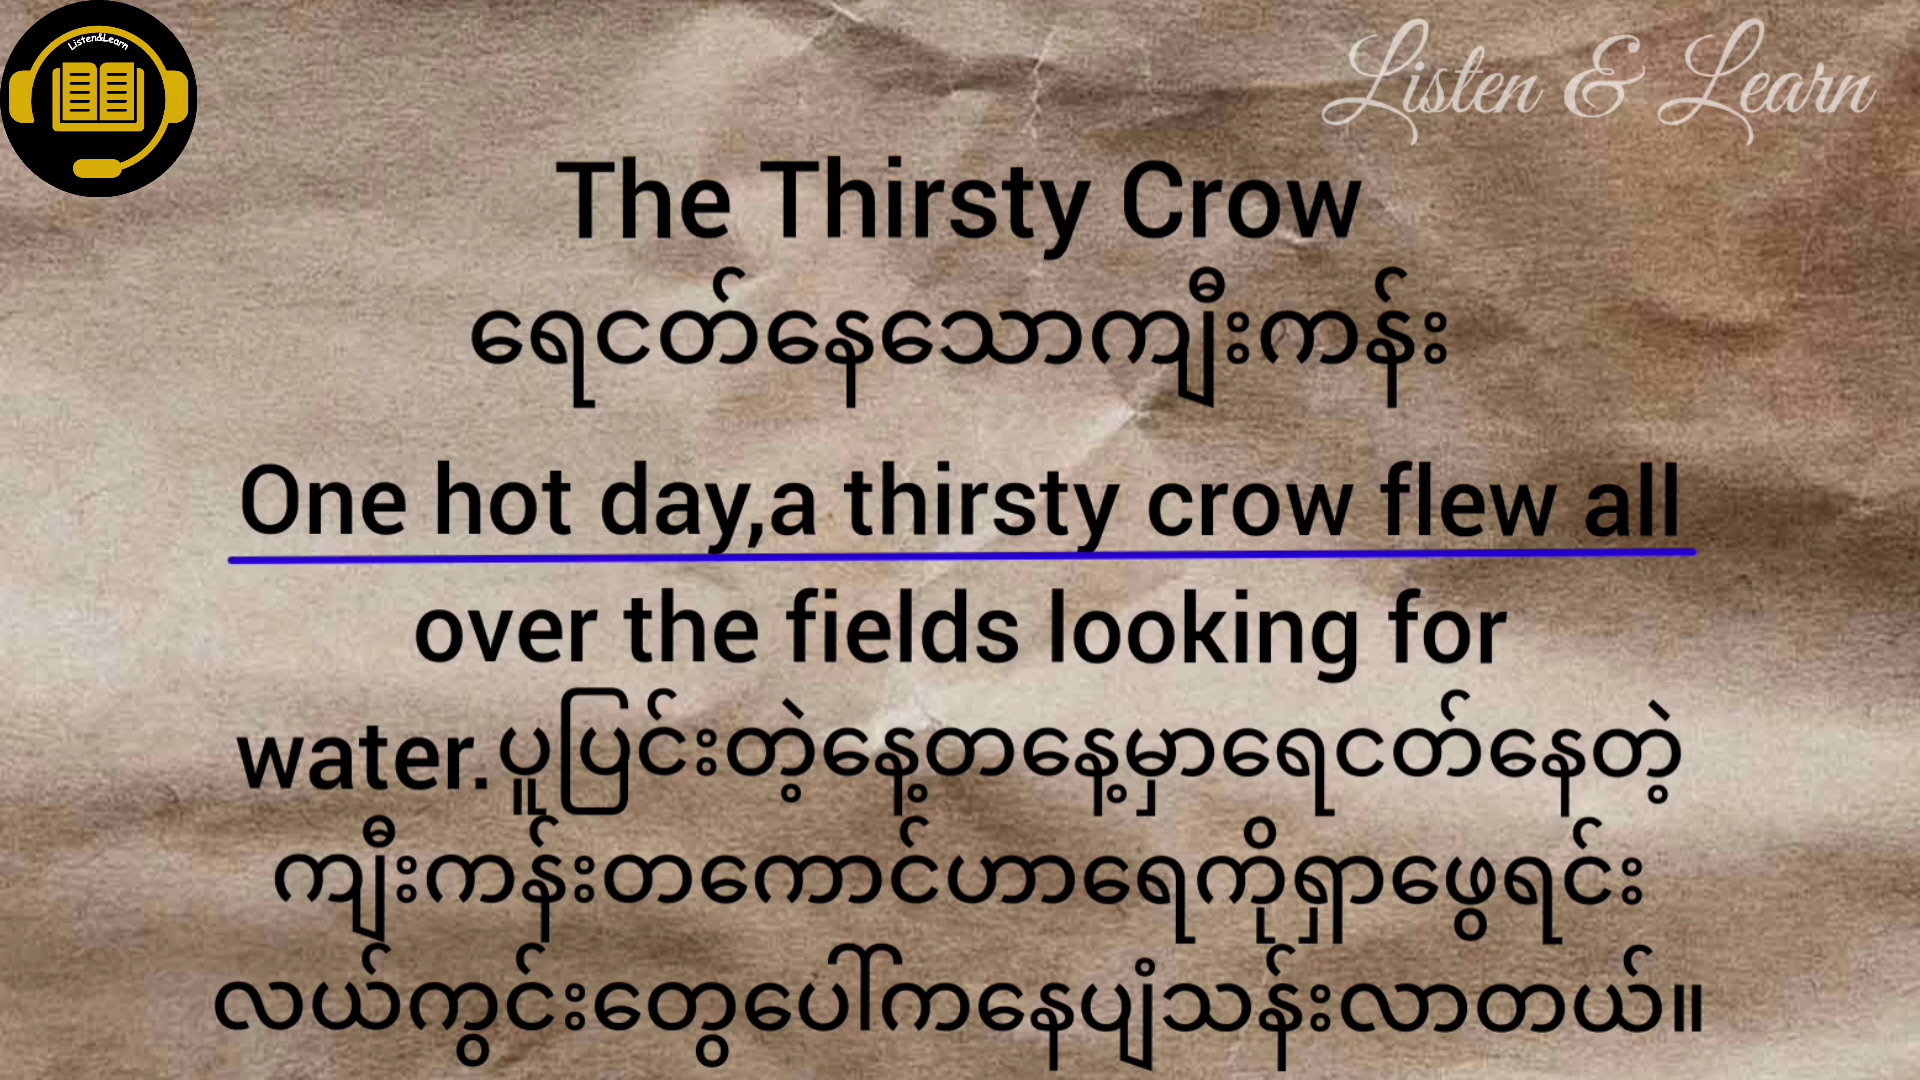 Listen&Learn
Listen & Learn
The Thirsty Crow
ရေငတ်နေသောကျီးကန်း
One hot day,a thirsty crow flew all
over the fields looking for
water.ပူပြင်းတဲ့နေ့တနေ့မှာရေငတ်နေတဲ့
ကျီးကန်းတကောင်ဟာရေကိုရှာဖွေရင်း
လယ်ကွင်းတွေပေါ်ကနေပျံသန်းလာတယ်။